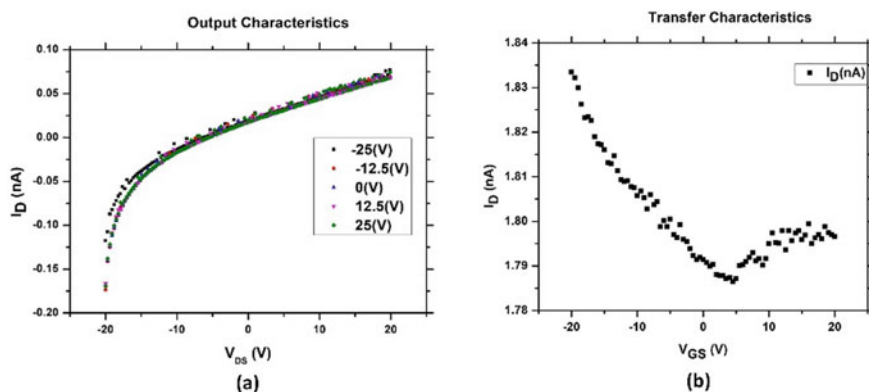 Output Characteristics
0.10
0.05
0.00
-0.05
-0.10
-0.15
-0.20
I_D (nA)
-25(V)
-12.5(V)
0(V)
12.5(V)
25(V)
-20
-10
0
10
20
V_DS (V)
(a)
Transfer Characteristics
1.84
1.83
1.82
1.81
1.80
1.79
1.78
I_D (nA)
I_D(nA)
-20
-10
0
10
20
V_GS (V)
(b)